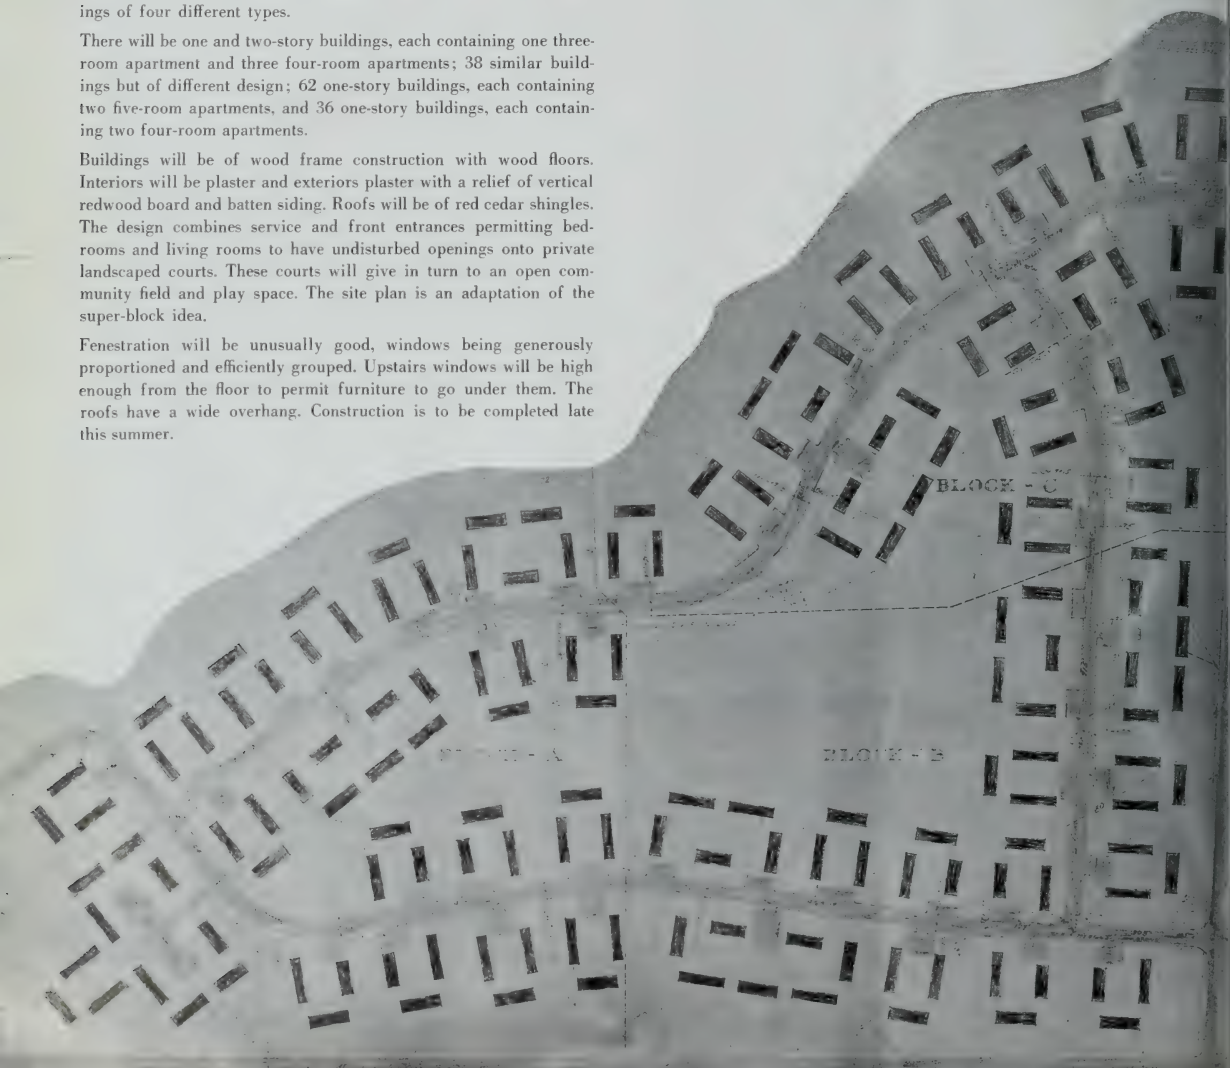 ings of four different types.
There will be one and two-story buildings, each containing one three-
room apartment and three four-room apartments; 38 similar build-
ings but of different design; 62 one-story buildings, each containing
two five-room apartments, and 36 one-story buildings, each contain-
ing two four-room apartments.
Buildings will be of wood frame construction with wood floors.
Interiors will be plaster and exteriors plaster with a relief of vertical
redwood board and batten siding. Roofs will be of red cedar shingles.
The design combines service and front entrances permitting bed-
rooms and living rooms to have undisturbed openings onto private
landscaped courts. These courts will give in turn to an open com-
munity field and play space. The site plan is an adaptation of the
super-block idea.
Fenestration will be unusually good, windows being generously
proportioned and efficiently grouped. Upstairs windows will be high
enough from the floor to permit furniture to go under them. The
roofs have a wide overhang. Construction is to be completed late
this summer.
BLOCK - C
BLOCK - B